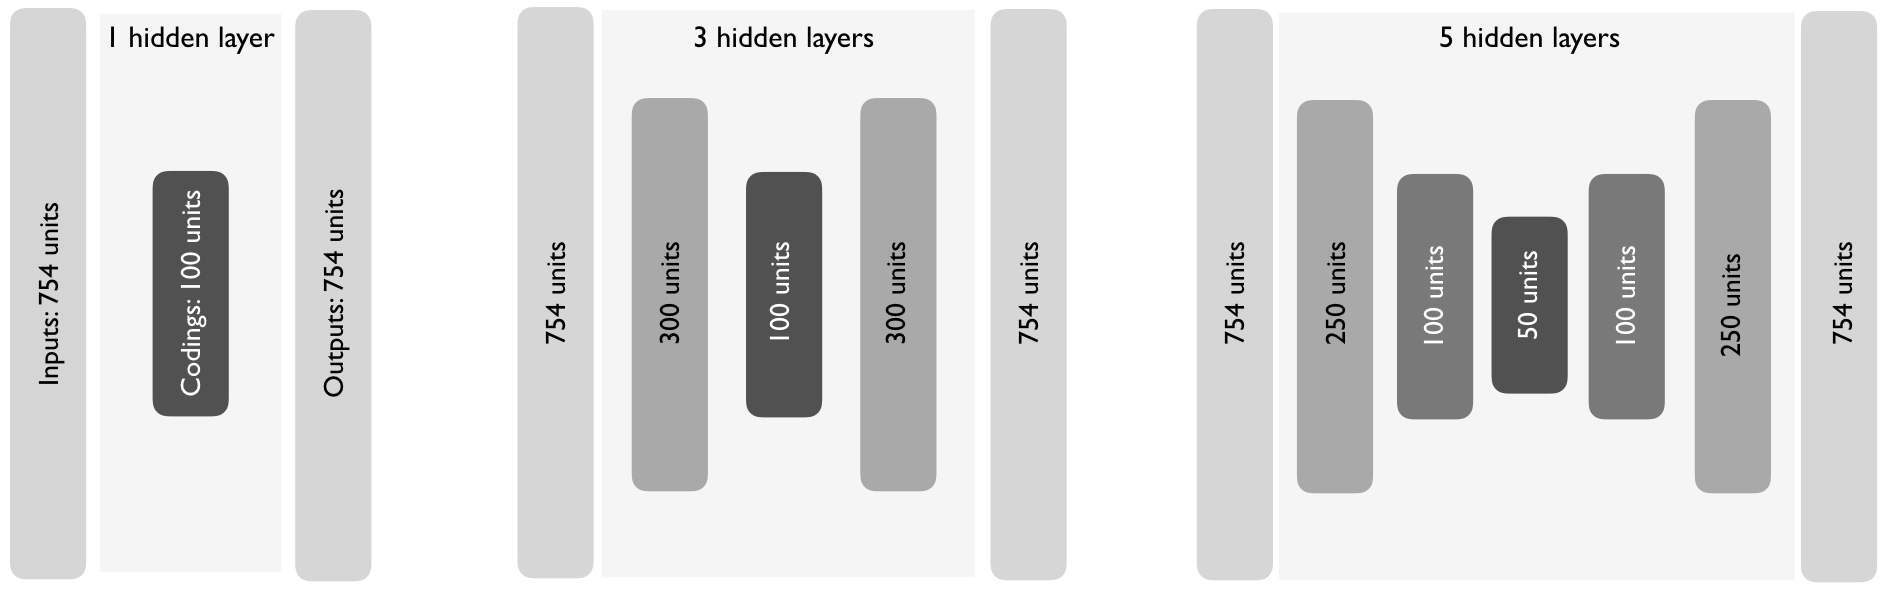 1 hidden layer
Inputs: 754 units
Codings: 100 units
Outputs: 754 units
3 hidden layers
754 units
300 units
100 units
300 units
754 units
5 hidden layers
754 units
250 units
100 units
50 units
100 units
250 units
754 units